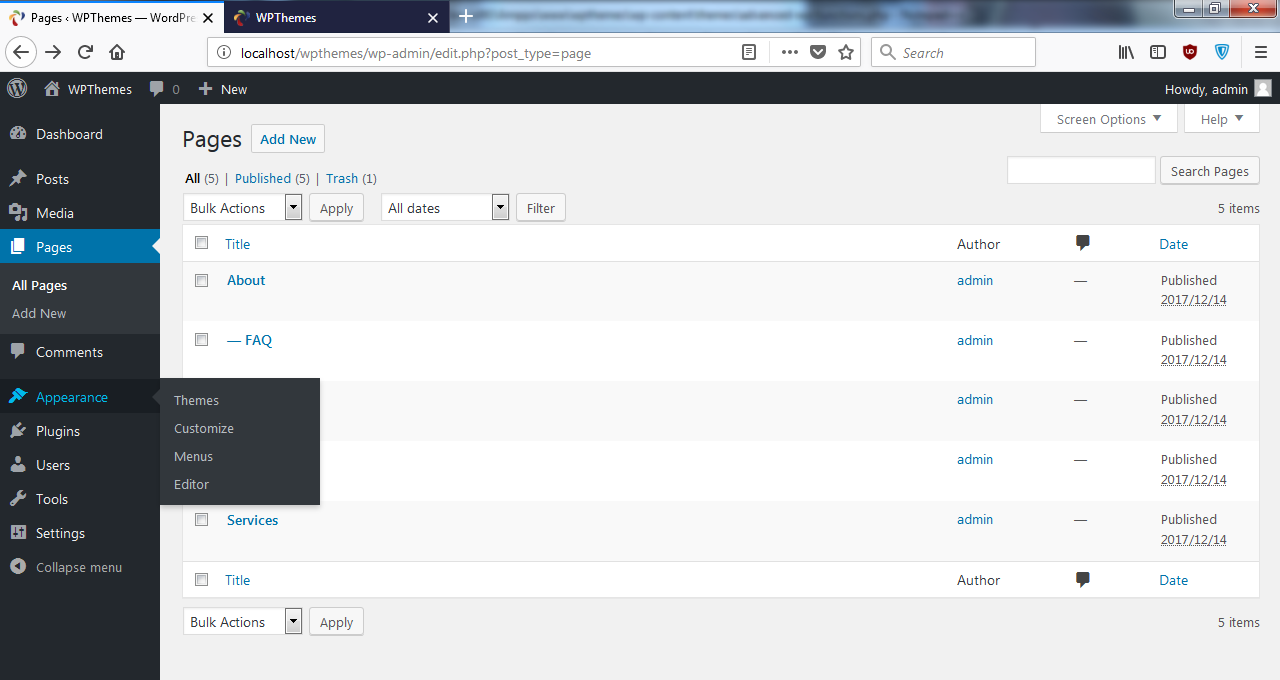 Pages ‹ WPThemes — WordPre
WPThemes
localhost/wpthemes/wp-admin/edit.php?post_type=page
Search
WPThemes
0
New
Howdy, admin
Dashboard
Posts
Media
Pages
All Pages
Add New
Comments
Appearance
Plugins
Users
Tools
Settings
Collapse menu
Themes
Customize
Menus
Editor
Screen Options
Help
Pages
Add New
All (5) | Published (5) | Trash (1)
Search Pages
Bulk Actions
Apply
All dates
Filter
5 items
Title Author Date
About admin — Published
2017/12/14
— FAQ admin — Published
2017/12/14
admin — Published
2017/12/14
admin — Published
2017/12/14
Services admin — Published
2017/12/14
Title Author Date
Bulk Actions
Apply
5 items